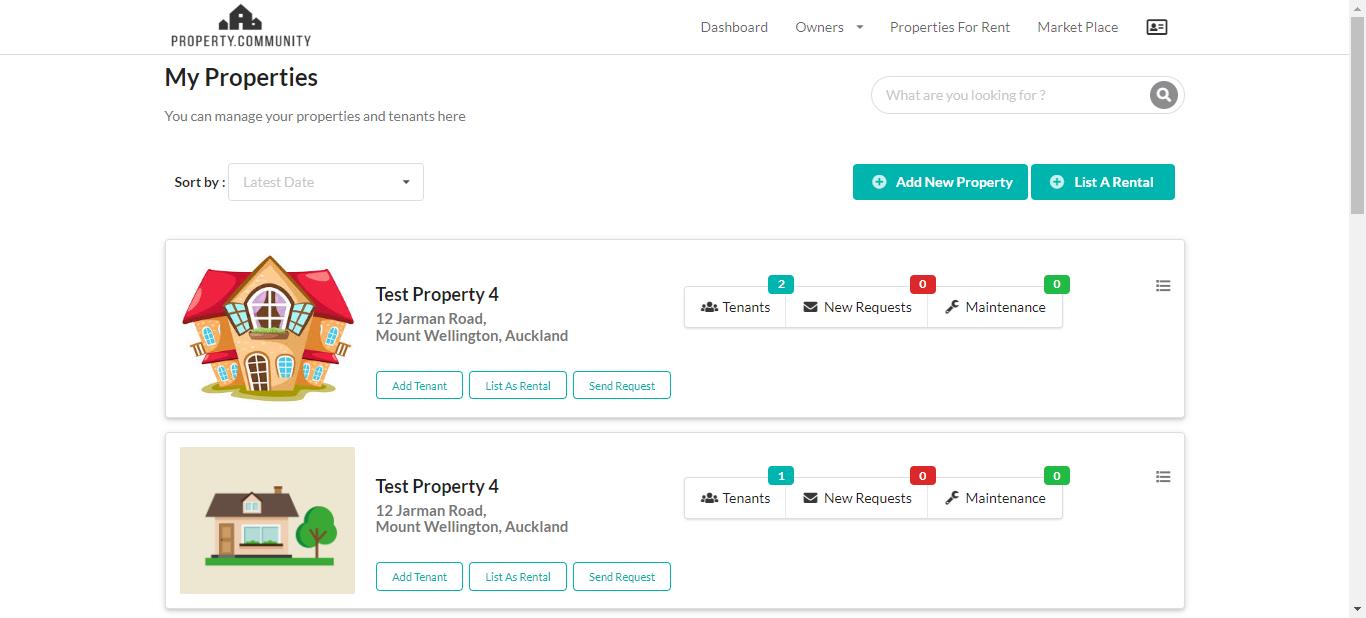 PROPERTY.COMMUNITY
Dashboard Owners Properties For Rent Market Place
My Properties
What are you looking for ?
You can manage your properties and tenants here
Sort by : Latest Date
Add New Property List A Rental
2 0 0
Test Property 4
Tenants New Requests Maintenance
12 Jarman Road,
Mount Wellington, Auckland
Add Tenant List As Rental Send Request
1 0 0
Test Property 4
Tenants New Requests Maintenance
12 Jarman Road,
Mount Wellington, Auckland
Add Tenant List As Rental Send Request